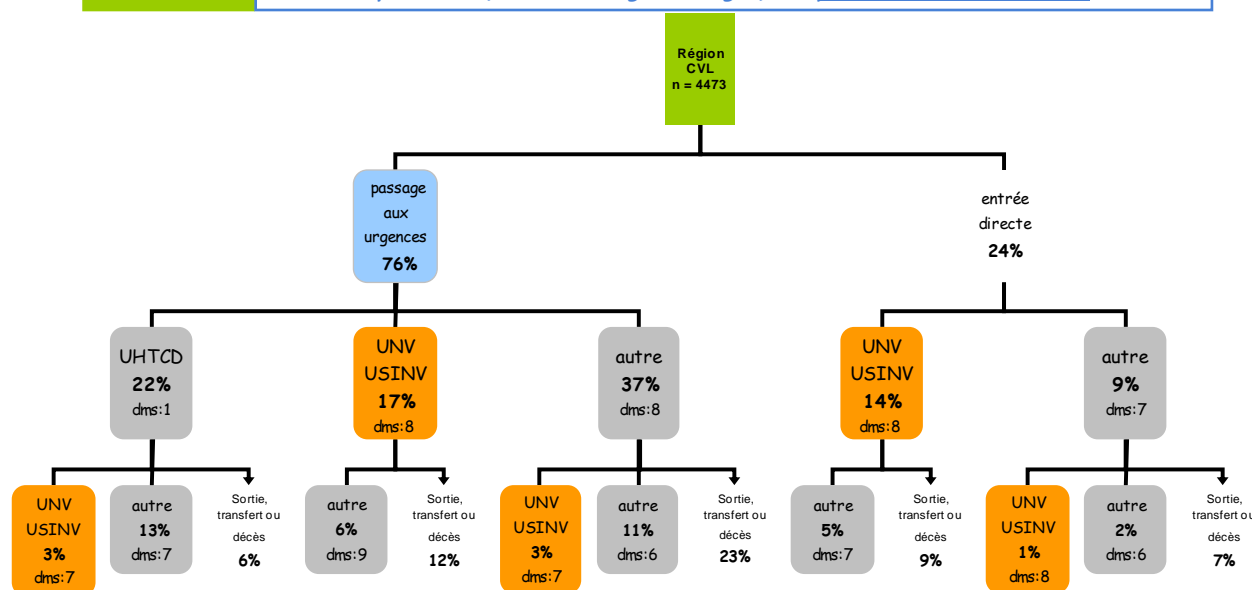 Région
CVL
n = 4473
passage
aux
urgences
76%
entrée
directe
24%
UHTCD
22%
dms:1
UNV
USINV
17%
dms:8
autre
37%
dms:8
UNV
USINV
14%
dms:8
autre
9%
dms:7
UNV
USINV
3%
dms:7
autre
13%
dms:7
Sortie,
transfert ou
décès
6%
autre
6%
dms:9
Sortie,
transfert ou
décès
12%
UNV
USINV
3%
dms:7
autre
11%
dms:6
Sortie,
transfert ou
décès
23%
autre
5%
dms:7
Sortie,
transfert ou
décès
9%
UNV
USINV
1%
dms:8
autre
2%
dms:6
Sortie,
transfert ou
décès
7%